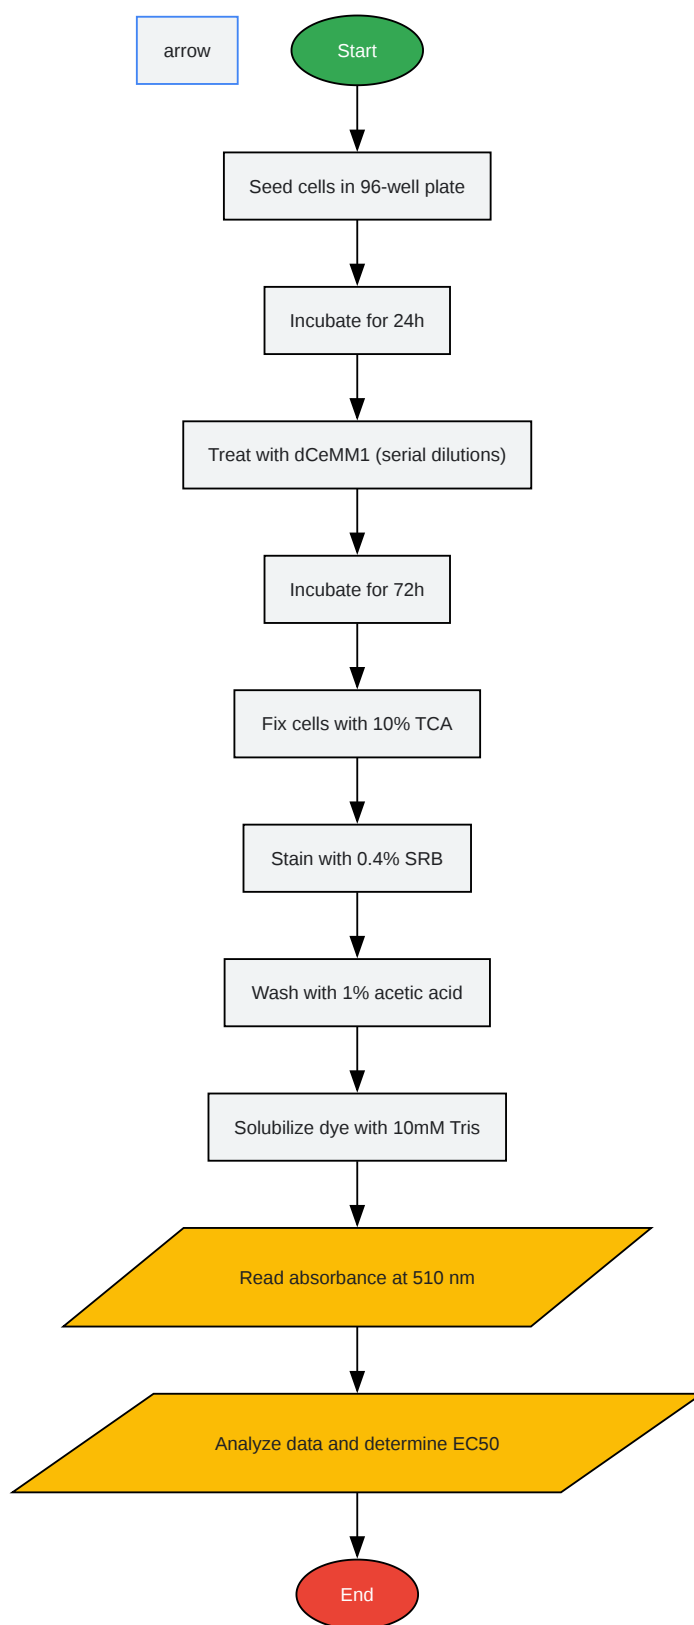 arrow
Start
Seed cells in 96-well plate
Incubate for 24h
Treat with dCeMM1 (serial dilutions)
Incubate for 72h
Fix cells with 10% TCA
Stain with 0.4% SRB
Wash with 1% acetic acid
Solubilize dye with 10mM Tris
Read absorbance at 510 nm
Analyze data and determine EC50
End